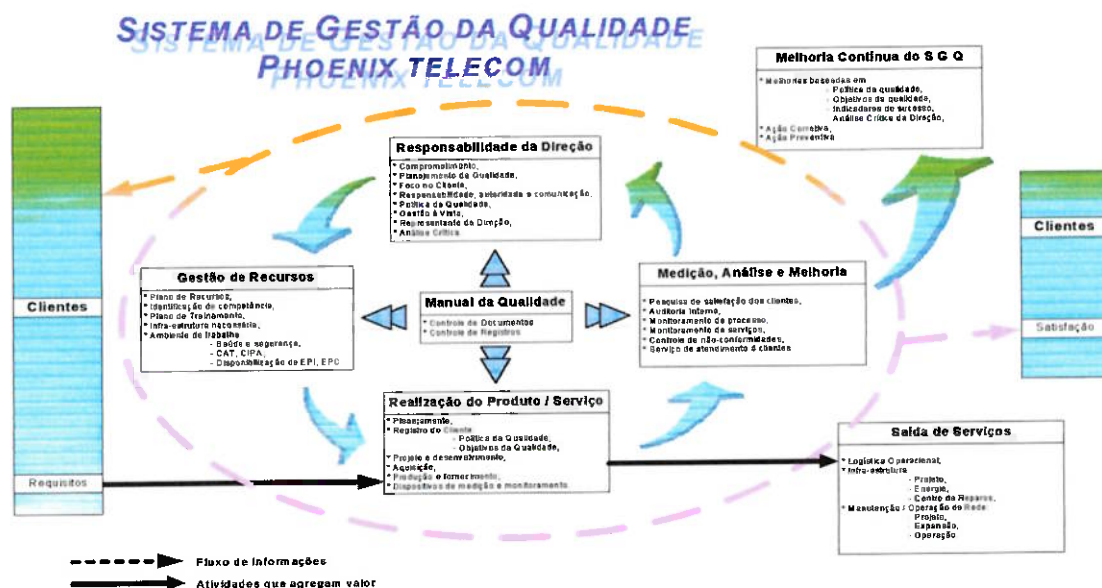 SISTEMA DE GESTÃO DA QUALIDADE
PHOENIX TELECOM
Melhoria Continua do S G Q
* Melhorias baseadas em
- Política da qualidade,
- Objetivos da qualidade,
- Indicadores de sucesso,
Análise Crítica da Direção,
* Ação Corretiva,
* Ação Preventiva
Responsabilidade da Direção
* Comprometimento,
* Planejamento da Qualidade,
* Foco no Cliente
* Responsabilidade, autoridade e comunicação,
* Política da Qualidade,
* Gestão à Vista,
* Representante da Direção,
* Análise Crítica
Clientes
Requisitos
Gestão de Recursos
* Plano de Recursos,
* Identificação de competência,
* Plano de Treinamento,
* Infra-estrutura necessária,
* Ambiente de trabalho
- Saúde e segurança,
- CAT, CIPA,
- Disponibilização de EPI, EPC
Manual da Qualidade
* Controle de Documentos
* Controle de Registros
Medição, Análise e Melhoria
* Pesquisa de satisfação dos clientes,
* Auditoria Interna,
* Monitoramento de processo,
* Monitoramento de serviços,
* Controle de não-conformidades,
* Serviço de atendimento á clientes
Clientes
Satisfação
Realização do Produto / Serviço
* Planejamento,
* Registro do Cliente
- Política da Qualidade,
- Objetivos da Qualidade,
* Projeto e desenvolvimento,
* Aquisição,
* Produção e fornecimento,
* Dispositivos de medição e monitoramento
Saída de Serviços
* Logística Operacional,
* Infra-estrutura
- Projeto,
- Energia,
- Centro de Reparos,
* Manutenção / Operação de Rede:
Projeto,
- Expansão,
- Operação
Fluxo de Informações
Atividades que agregam valor